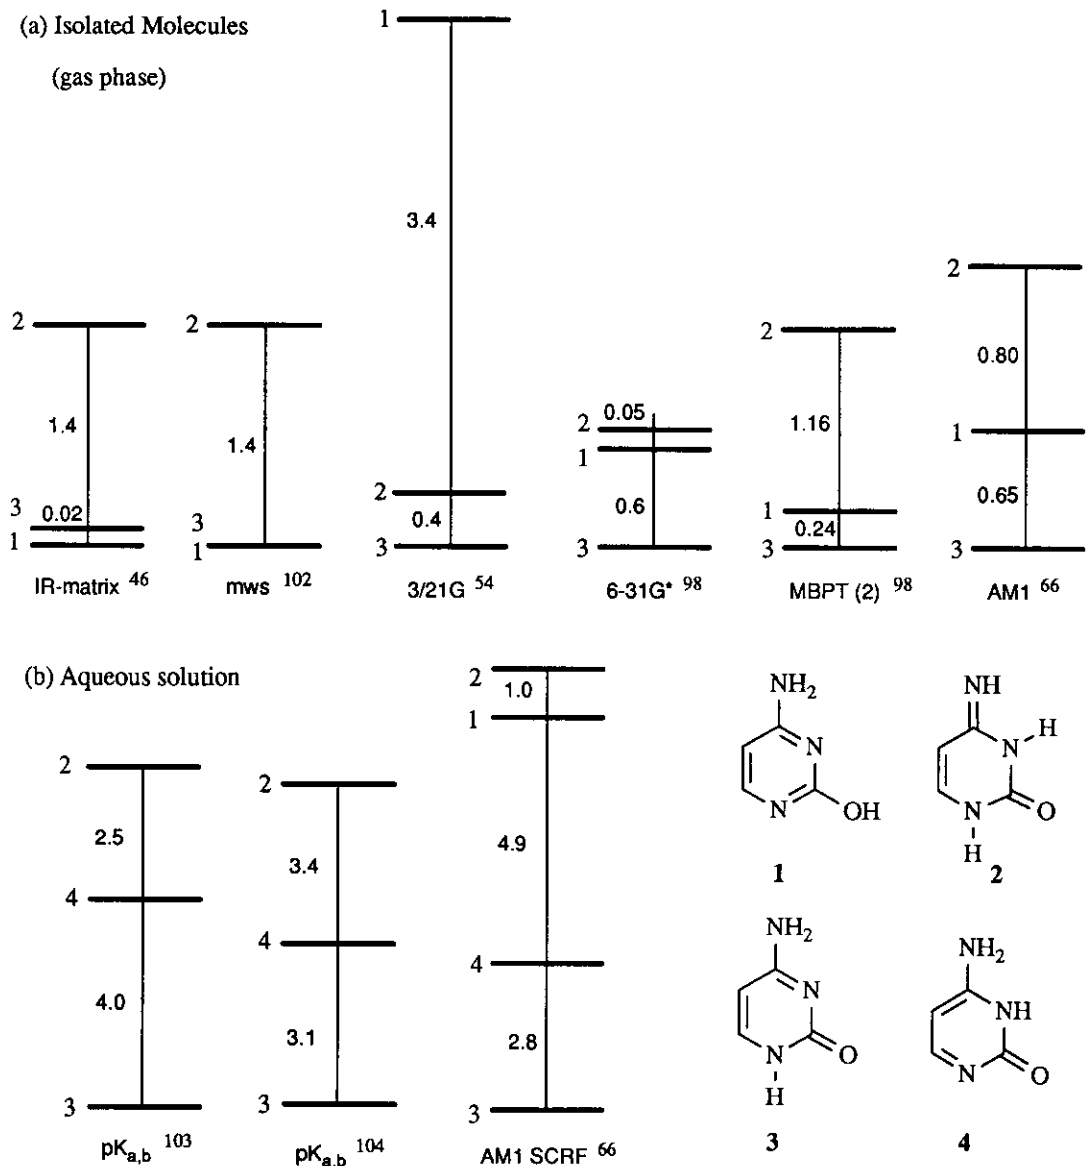 (a) Isolated Molecules
(gas phase)
1
3.4
2
0.4
3
3/21G 54
2
1.4
3
0.02
1
IR-matrix 46
2
1.4
3
1
mws 102
0.05
2
1
0.6
3
6-31G* 98
2
1.16
1
0.24
3
MBPT (2) 98
2
0.80
1
0.65
3
AM1 66
(b) Aqueous solution
2
2.5
4
4.0
3
pKa,b 103
2
3.4
4
3.1
3
pKa,b 104
2
1.0
1
4.9
4
2.8
3
AM1 SCRF 66
NH2
N
N
OH
1
NH
N
H
N
O
H
2
NH2
N
N
O
H
3
NH2
NH
N
O
4